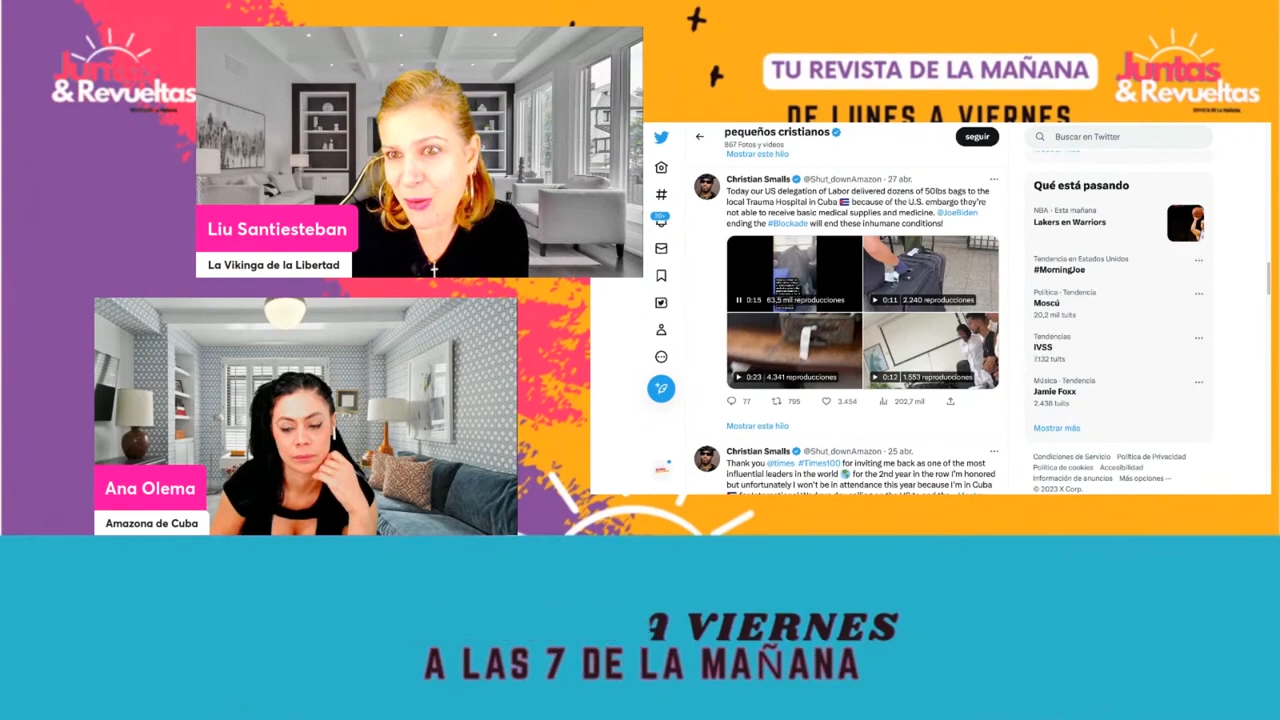 Juntas
& Revueltas
TU REVISTA DE LA MAÑANA
DE LUNES A VIERNES
Juntas
& Revueltas
REVISTA DE LA MAÑANA
Liu Santiesteban
La Vikinga de la Libertad
Ana Olema
Amazona de Cuba
pequeños cristianos
867 Fotos y videos
seguir
Mostrar este hilo
Christian Smalls @Shut_downAmazon · 27 abr.
Today our US delegation of Labor delivered dozens of 50lbs bags to the
local Trauma Hospital in Cuba 🇨🇺 because of the U.S. embargo they're
not able to receive basic medical supplies and medicine. @JoeBiden
ending the #Blockade will end these inhumane conditions!
0:15 63,5 mil reproducciones
0:11 2.240 reproducciones
0:23 4.341 reproducciones
0:12 1.553 reproducciones
77 795 3.454 202,7 mil
Mostrar este hilo
Christian Smalls @Shut_downAmazon · 25 abr.
Thank you @times #Times100 for inviting me back as one of the most
influential leaders in the world 🌎 for the 2nd year in the row I'm honored
but unfortunately I won't be in attendance this year because I'm in Cuba
20+
Buscar en Twitter
Qué está pasando
NBA · Esta mañana
Lakers en Warriors
Tendencia en Estados Unidos
#MorningJoe
Política · Tendencia
Moscú
20,2 mil tuits
Tendencias
IVSS
7.132 tuits
Música · Tendencia
Jamie Foxx
2.438 tuits
Mostrar más
Condiciones de Servicio Política de Privacidad
Política de cookies Accesibilidad
Información de anuncios Más opciones ···
© 2023 X Corp.
A VIERNES
A LAS 7 DE LA MAÑANA